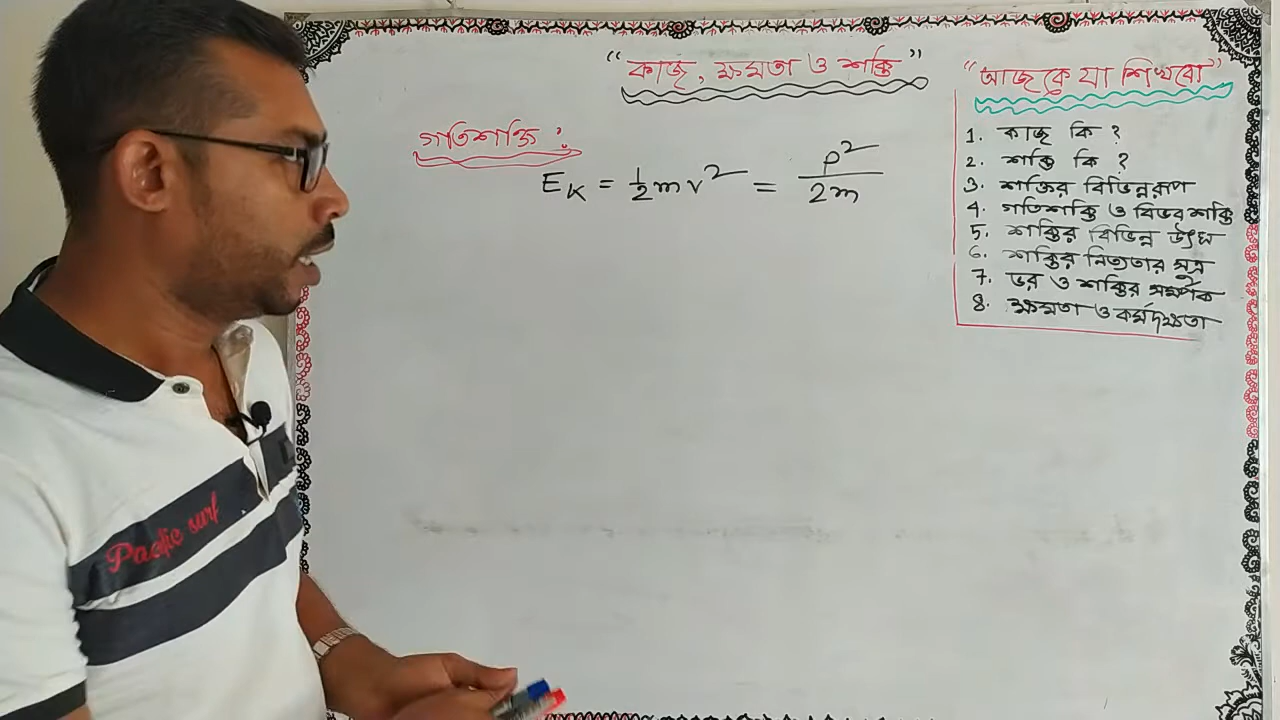 "কাজ, ক্ষমতা ও শক্তি"
গতিশক্তি :
E_K = ½mv² = p²/2m
"আজকে যা শিখবো"
1. কাজ কি ?
2. শক্তি কি ?
3. শক্তির বিভিন্নরূপ
4. গতিশক্তি ও বিভব শক্তি
5. শক্তির বিভিন্ন উৎস
6. শক্তির নিত্যতার সূত্র
7. ভর ও শক্তির সম্পর্ক
8. ক্ষমতা ও কর্মদক্ষতা
Pacific surf